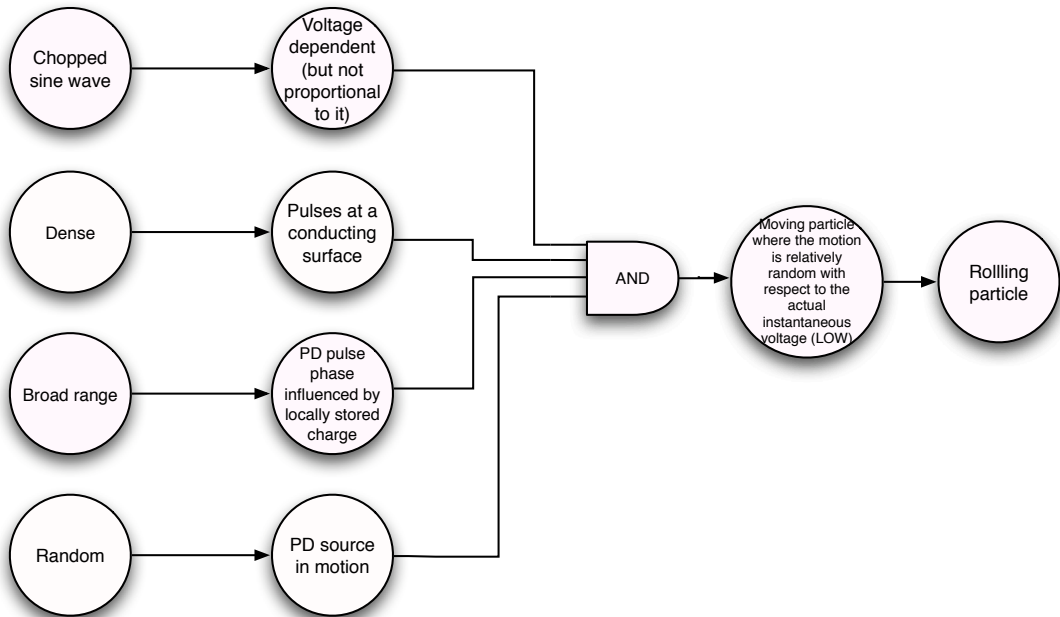 Chopped
sine wave
Voltage
dependent
(but not
proportional
to it)
Dense
Pulses at a
conducting
surface
Broad range
PD pulse
phase
influenced by
locally stored
charge
Random
PD source
in motion
AND
Moving particle
where the motion
is relatively
random with
respect to the
actual
instantaneous
voltage (LOW)
Rollling
particle